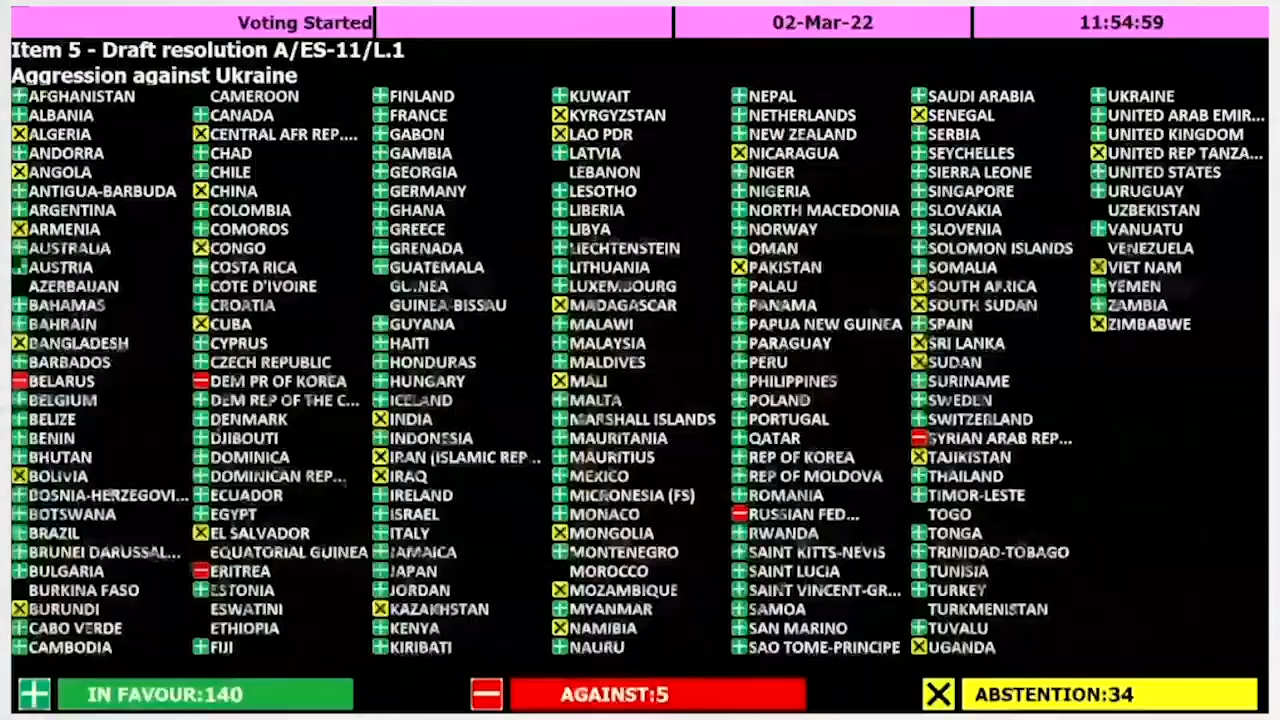 Voting Started
02-Mar-22
11:54:59
Item 5 - Draft resolution A/ES-11/L.1
Aggression against Ukraine
AFGHANISTAN
ALBANIA
ALGERIA
ANDORRA
ANGOLA
ANTIGUA-BARBUDA
ARGENTINA
ARMENIA
AUSTRALIA
AUSTRIA
AZERBAIJAN
BAHAMAS
BAHRAIN
BANGLADESH
BARBADOS
BELARUS
BELGIUM
BELIZE
BENIN
BHUTAN
BOLIVIA
BOSNIA-HERZEGOVI...
BOTSWANA
BRAZIL
BRUNEI DARUSSAL...
BULGARIA
BURKINA FASO
BURUNDI
CABO VERDE
CAMBODIA
CAMEROON
CANADA
CENTRAL AFR REP....
CHAD
CHILE
CHINA
COLOMBIA
COMOROS
CONGO
COSTA RICA
COTE D'IVOIRE
CROATIA
CUBA
CYPRUS
CZECH REPUBLIC
DEM PR OF KOREA
DEM REP OF THE C...
DENMARK
DJIBOUTI
DOMINICA
DOMINICAN REP...
ECUADOR
EGYPT
EL SALVADOR
EQUATORIAL GUINEA
ERITREA
ESTONIA
ESWATINI
ETHIOPIA
FIJI
FINLAND
FRANCE
GABON
GAMBIA
GEORGIA
GERMANY
GHANA
GREECE
GRENADA
GUATEMALA
GUINEA
GUINEA-BISSAU
GUYANA
HAITI
HONDURAS
HUNGARY
ICELAND
INDIA
INDONESIA
IRAN (ISLAMIC REP...
IRAQ
IRELAND
ISRAEL
ITALY
JAMAICA
JAPAN
JORDAN
KAZAKHSTAN
KENYA
KIRIBATI
KUWAIT
KYRGYZSTAN
LAO PDR
LATVIA
LEBANON
LESOTHO
LIBERIA
LIBYA
LIECHTENSTEIN
LITHUANIA
LUXEMBOURG
MADAGASCAR
MALAWI
MALAYSIA
MALDIVES
MALI
MALTA
MARSHALL ISLANDS
MAURITANIA
MAURITIUS
MEXICO
MICRONESIA (FS)
MONACO
MONGOLIA
MONTENEGRO
MOROCCO
MOZAMBIQUE
MYANMAR
NAMIBIA
NAURU
NEPAL
NETHERLANDS
NEW ZEALAND
NICARAGUA
NIGER
NIGERIA
NORTH MACEDONIA
NORWAY
OMAN
PAKISTAN
PALAU
PANAMA
PAPUA NEW GUINEA
PARAGUAY
PERU
PHILIPPINES
POLAND
PORTUGAL
QATAR
REP OF KOREA
REP OF MOLDOVA
ROMANIA
RUSSIAN FED...
RWANDA
SAINT KITTS-NEVIS
SAINT LUCIA
SAINT VINCENT-GR...
SAMOA
SAN MARINO
SAO TOME-PRINCIPE
SAUDI ARABIA
SENEGAL
SERBIA
SEYCHELLES
SIERRA LEONE
SINGAPORE
SLOVAKIA
SLOVENIA
SOLOMON ISLANDS
SOMALIA
SOUTH AFRICA
SOUTH SUDAN
SPAIN
SRI LANKA
SUDAN
SURINAME
SWEDEN
SWITZERLAND
SYRIAN ARAB REP...
TAJIKISTAN
THAILAND
TIMOR-LESTE
TOGO
TONGA
TRINIDAD-TOBAGO
TUNISIA
TURKEY
TURKMENISTAN
TUVALU
UGANDA
UKRAINE
UNITED ARAB EMIR...
UNITED KINGDOM
UNITED REP TANZA...
UNITED STATES
URUGUAY
UZBEKISTAN
VANUATU
VENEZUELA
VIET NAM
YEMEN
ZAMBIA
ZIMBABWE
IN FAVOUR:140
AGAINST:5
ABSTENTION:34